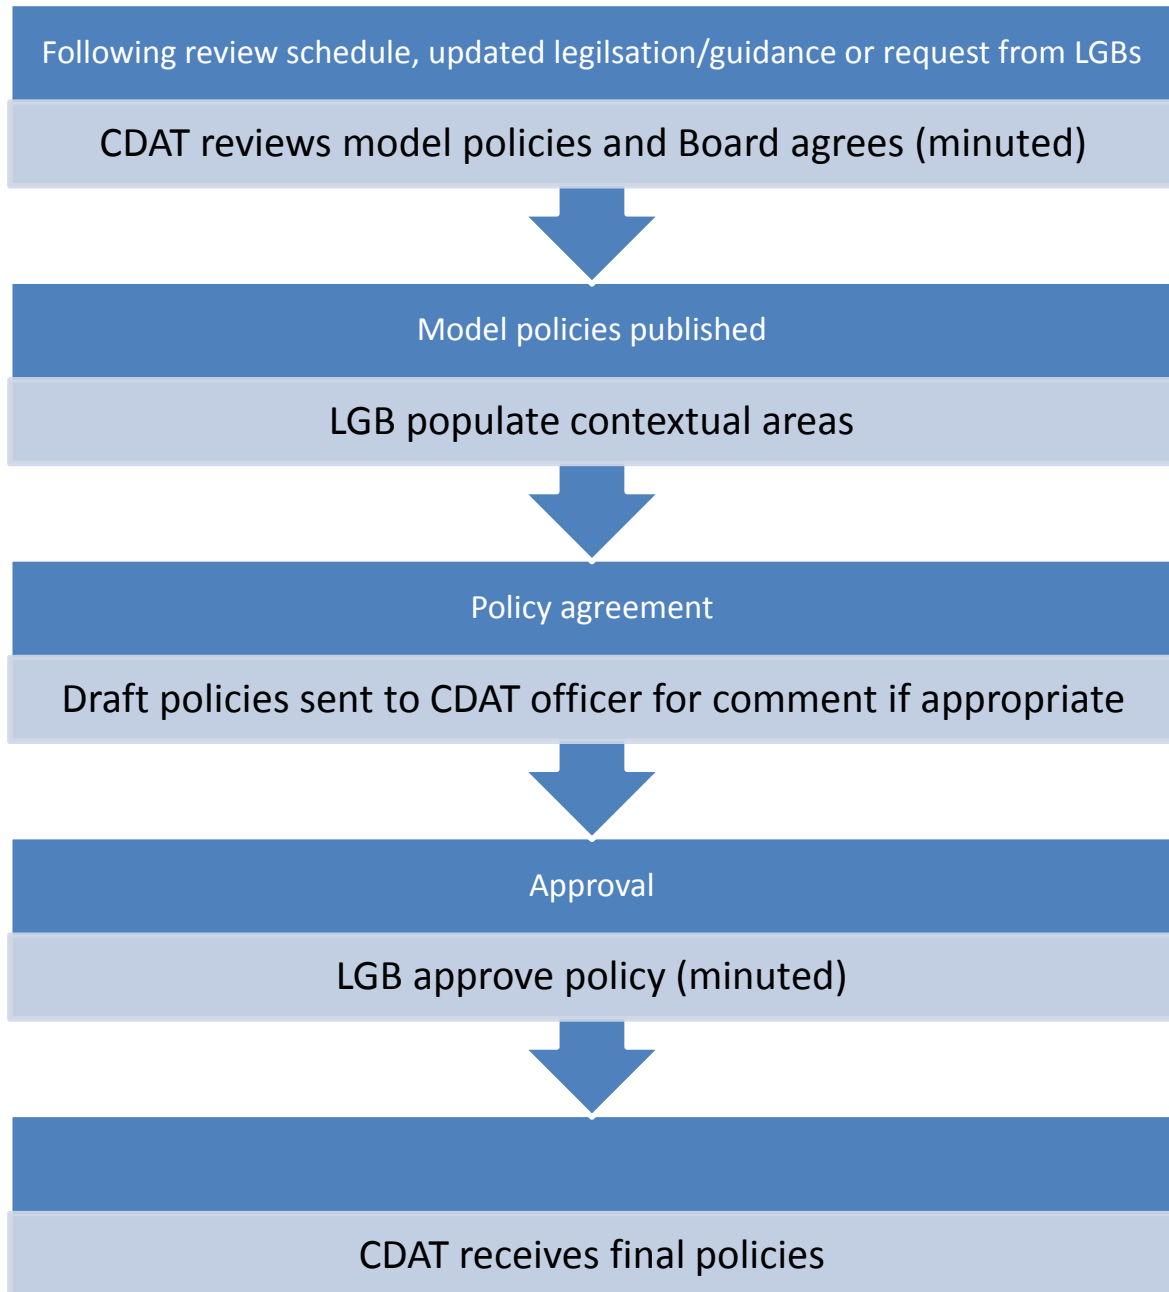 Following review schedule, updated legilsation/guidance or request from LGBs
CDAT reviews model policies and Board agrees (minuted)
Model policies published
LGB populate contextual areas
Policy agreement
Draft policies sent to CDAT officer for comment if appropriate
Approval
LGB approve policy (minuted)
CDAT receives final policies